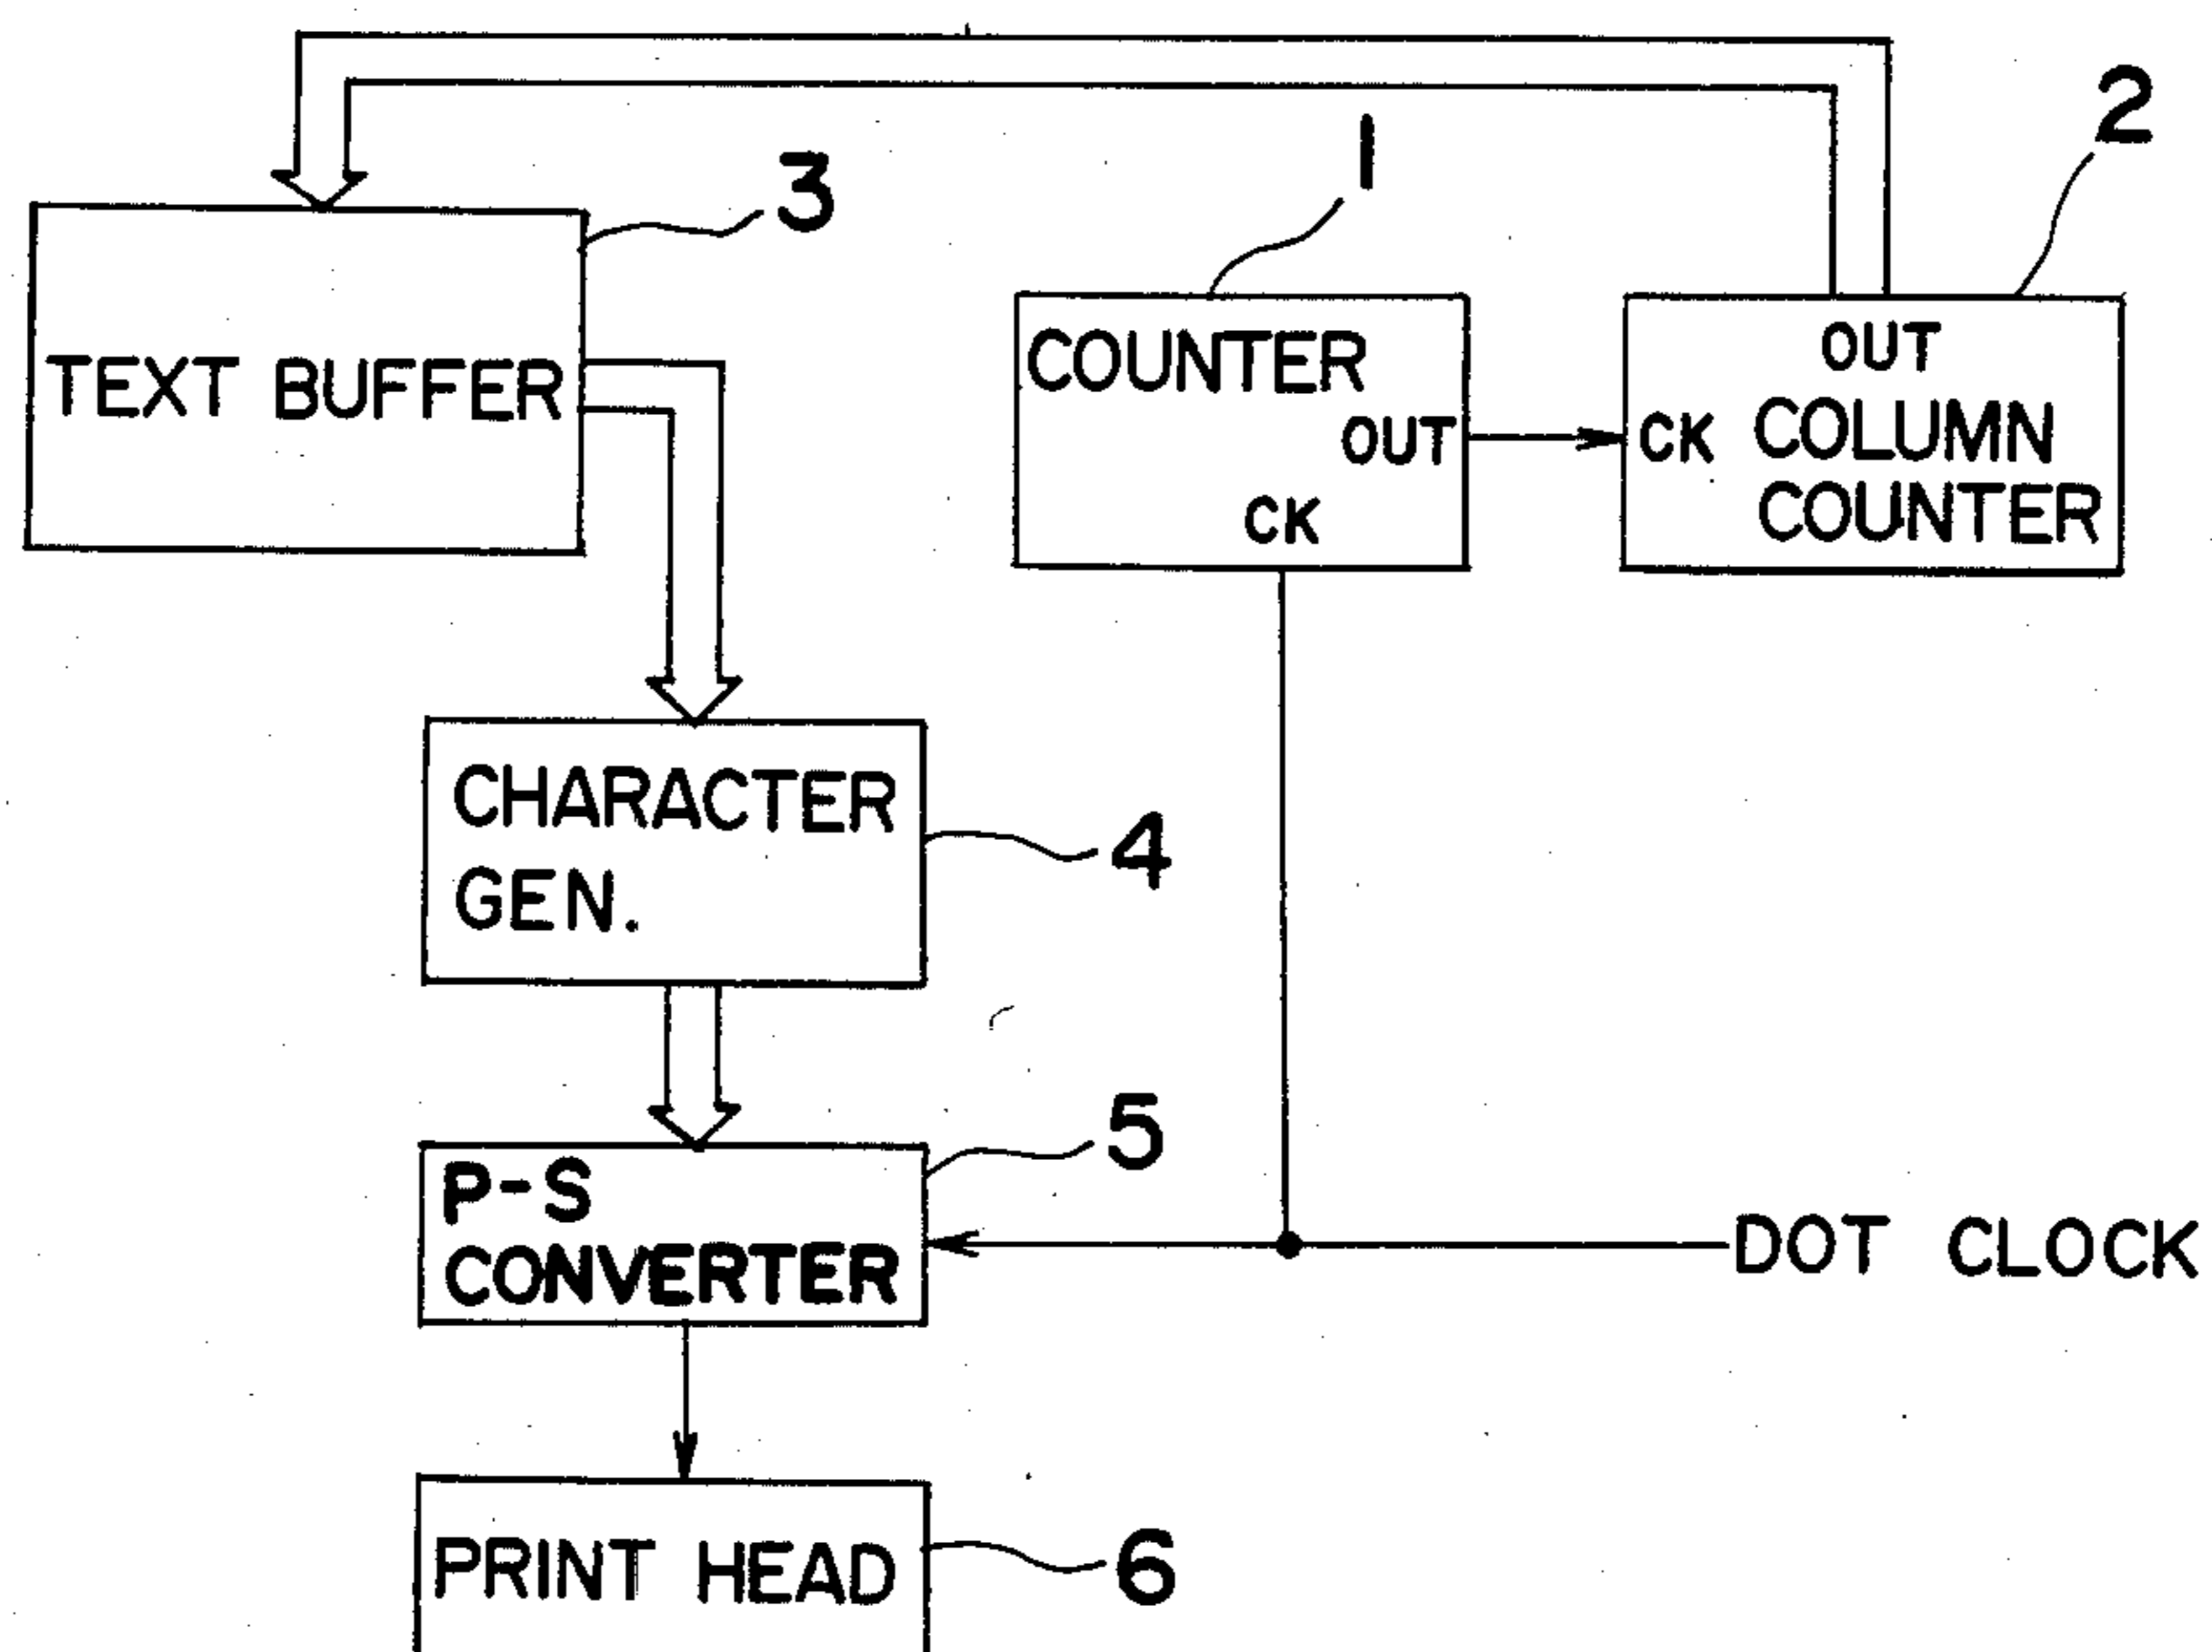 2
1
3
TEXT BUFFER
COUNTER
OUT
CK
OUT
CK COLUMN
COUNTER
CHARACTER
GEN.
4
5
P-S
CONVERTER
DOT CLOCK
PRINT HEAD
6